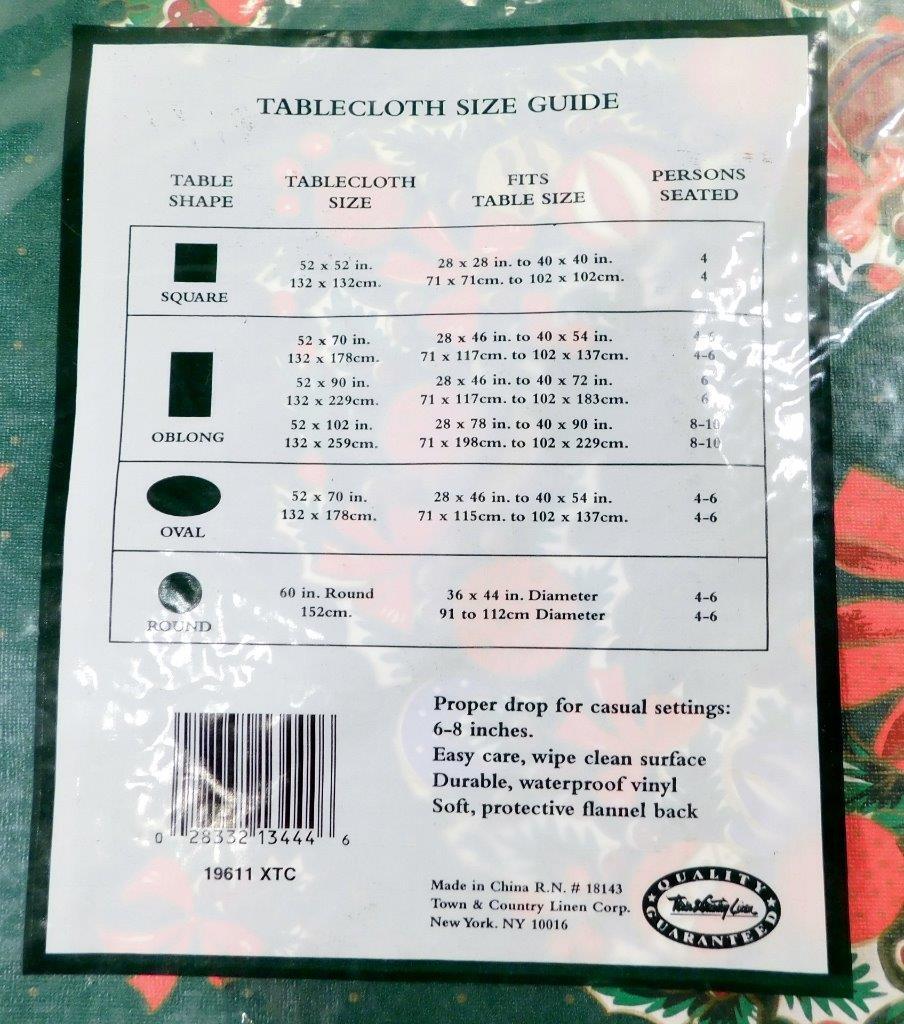 TABLECLOTH SIZE GUIDE
TABLE SHAPE
TABLECLOTH SIZE
FITS TABLE SIZE
PERSONS SEATED
SQUARE
52 x 52 in. 28 x 28 in. to 40 x 40 in. 4
132 x 132cm. 71 x 71cm. to 102 x 102cm. 4
OBLONG
52 x 70 in. 28 x 46 in. to 40 x 54 in. 4-6
132 x 178cm. 71 x 117cm. to 102 x 137cm. 4-6
52 x 90 in. 28 x 46 in. to 40 x 72 in. 6
132 x 229cm. 71 x 117cm. to 102 x 183cm. 6
52 x 102 in. 28 x 78 in. to 40 x 90 in. 8-10
132 x 259cm. 71 x 198cm. to 102 x 229cm. 8-10
OVAL
52 x 70 in. 28 x 46 in. to 40 x 54 in. 4-6
132 x 178cm. 71 x 115cm. to 102 x 137cm. 4-6
ROUND
60 in. Round 36 x 44 in. Diameter 4-6
152cm. 91 to 112cm Diameter 4-6
Proper drop for casual settings:
6-8 inches.
Easy care, wipe clean surface
Durable, waterproof vinyl
Soft, protective flannel back
0 28332 13444 6
19611 XTC
Made in China R.N. # 18143
Town & Country Linen Corp.
New York. NY 10016
QUALITY
Town & Country Linen
GUARANTEED